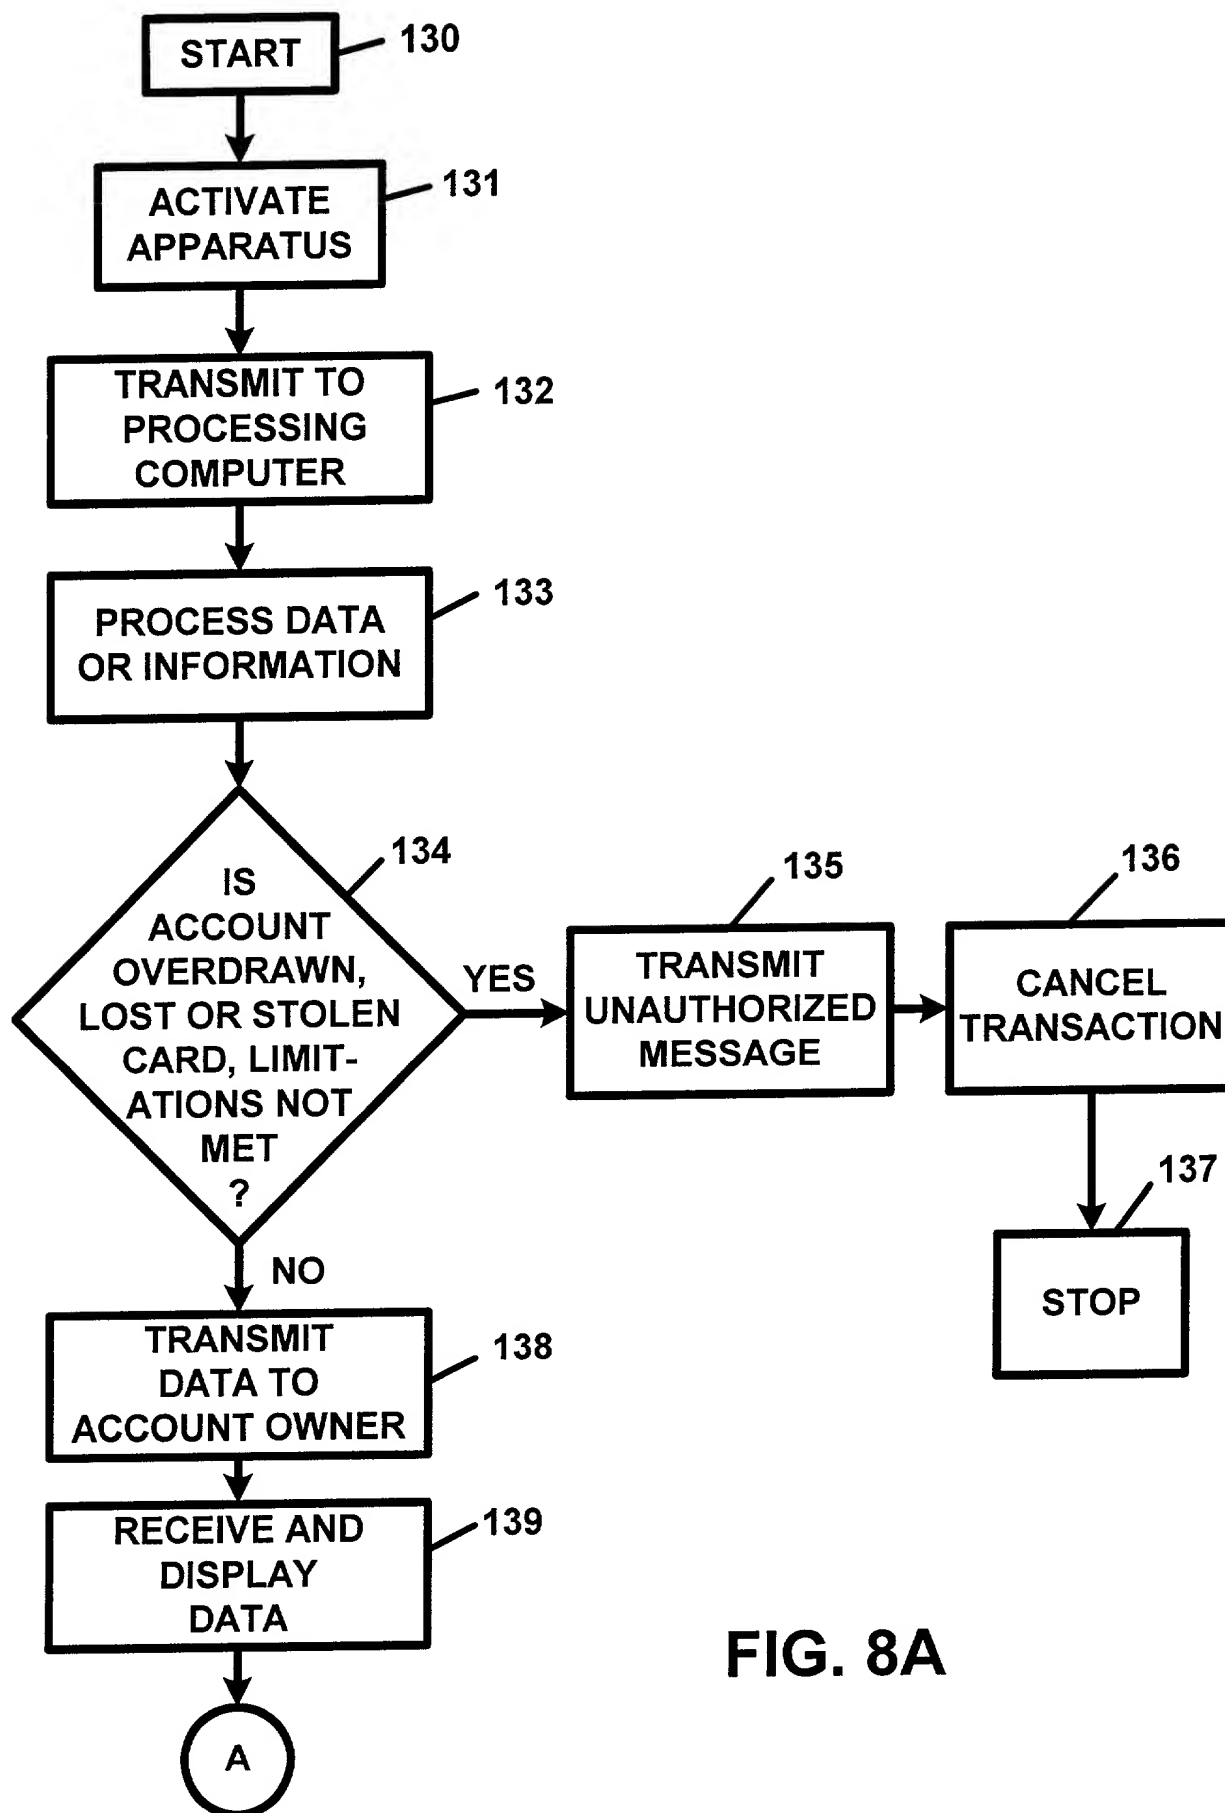 START
130
ACTIVATE
APPARATUS
131
TRANSMIT TO
PROCESSING
COMPUTER
132
PROCESS DATA
OR INFORMATION
133
IS
ACCOUNT
OVERDRAWN,
LOST OR STOLEN
CARD, LIMIT-
ATIONS NOT
MET
?
134
YES
TRANSMIT
UNAUTHORIZED
MESSAGE
135
CANCEL
TRANSACTION
136
STOP
137
NO
TRANSMIT
DATA TO
ACCOUNT OWNER
138
RECEIVE AND
DISPLAY
DATA
139
A
FIG. 8A